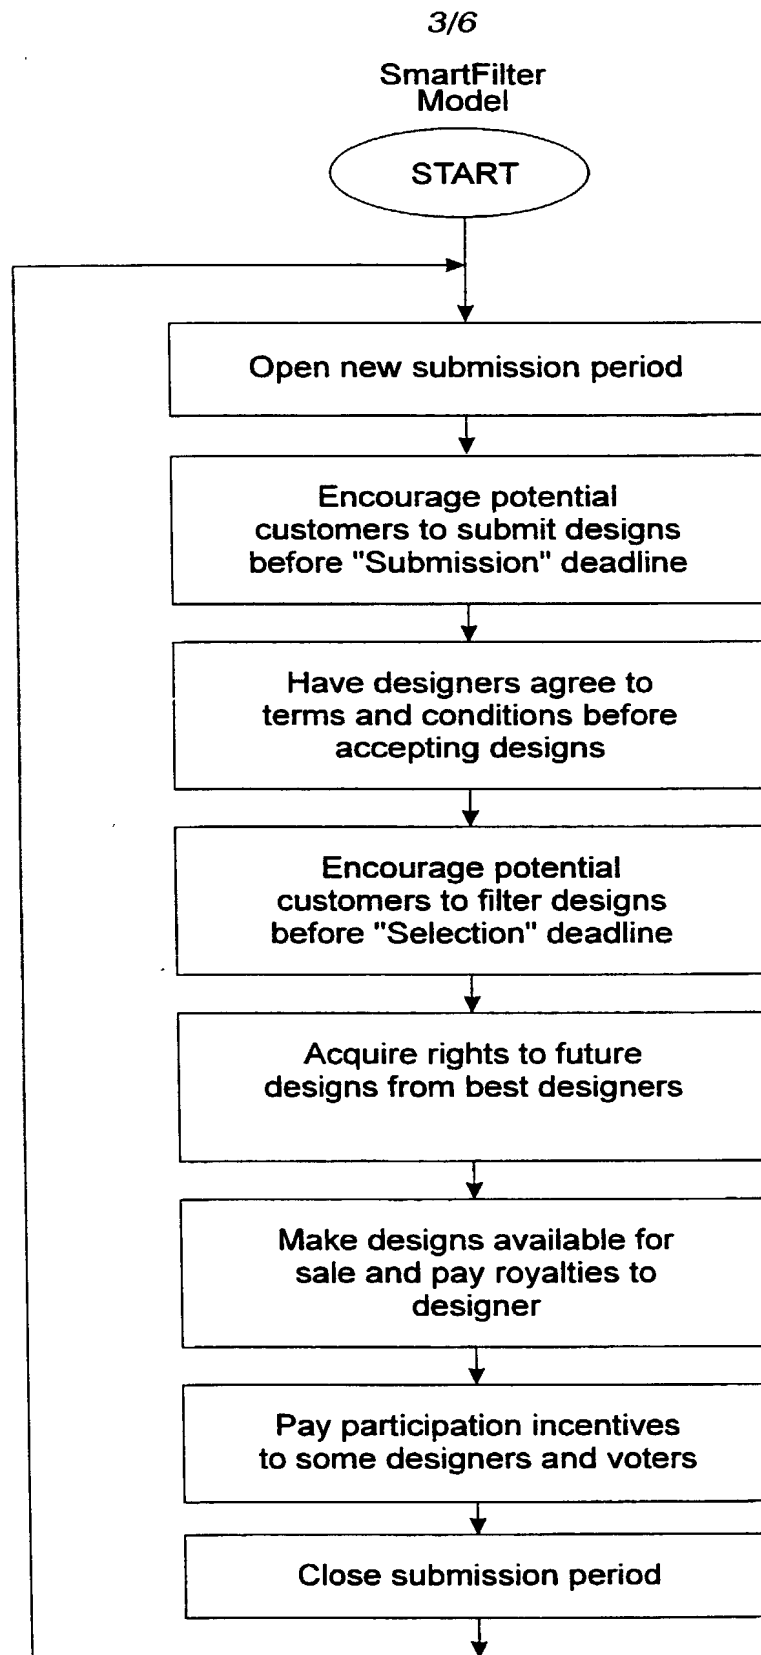 3/6
SmartFilter
Model
START
Open new submission period
Encourage potential
customers to submit designs
before "Submission" deadline
Have designers agree to
terms and conditions before
accepting designs
Encourage potential
customers to filter designs
before "Selection" deadline
Acquire rights to future
designs from best designers
Make designs available for
sale and pay royalties to
designer
Pay participation incentives
to some designers and voters
Close submission period